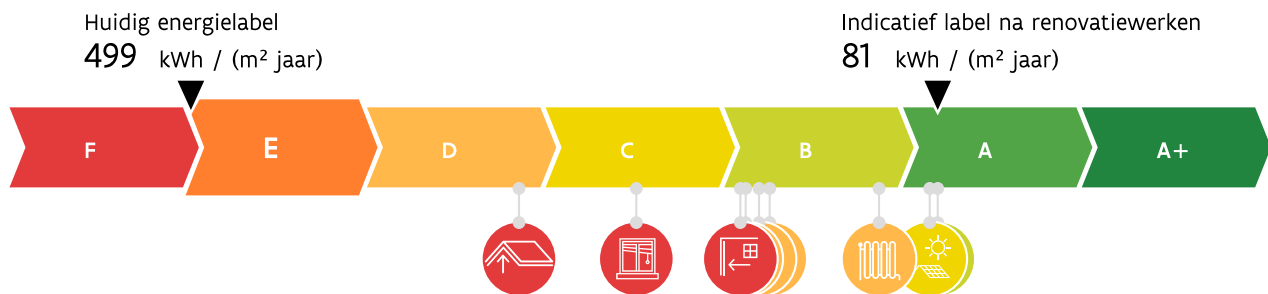 Huidig energielabel
499 kWh / (m² jaar)
Indicatief label na renovatiewerken
81 kWh / (m² jaar)
F E D C B A A+